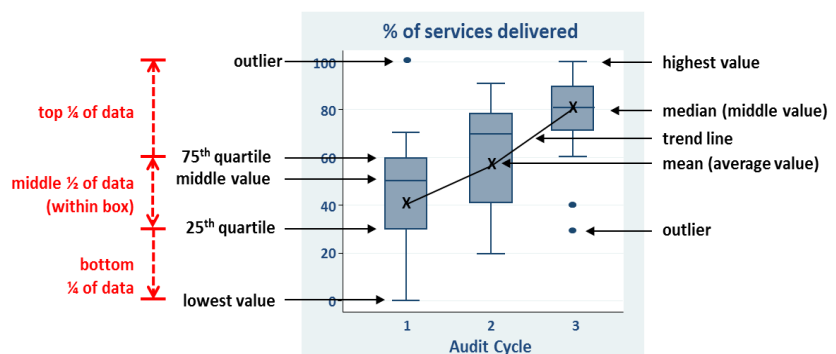 % of services delivered
outlier
100
highest value
top ¼ of data
80
median (middle value)
trend line
75th quartile
60
mean (average value)
middle value
middle ½ of data
(within box)
X
X
X
40
25th quartile
outlier
20
bottom
¼ of data
lowest value
0
1
2
3
Audit Cycle